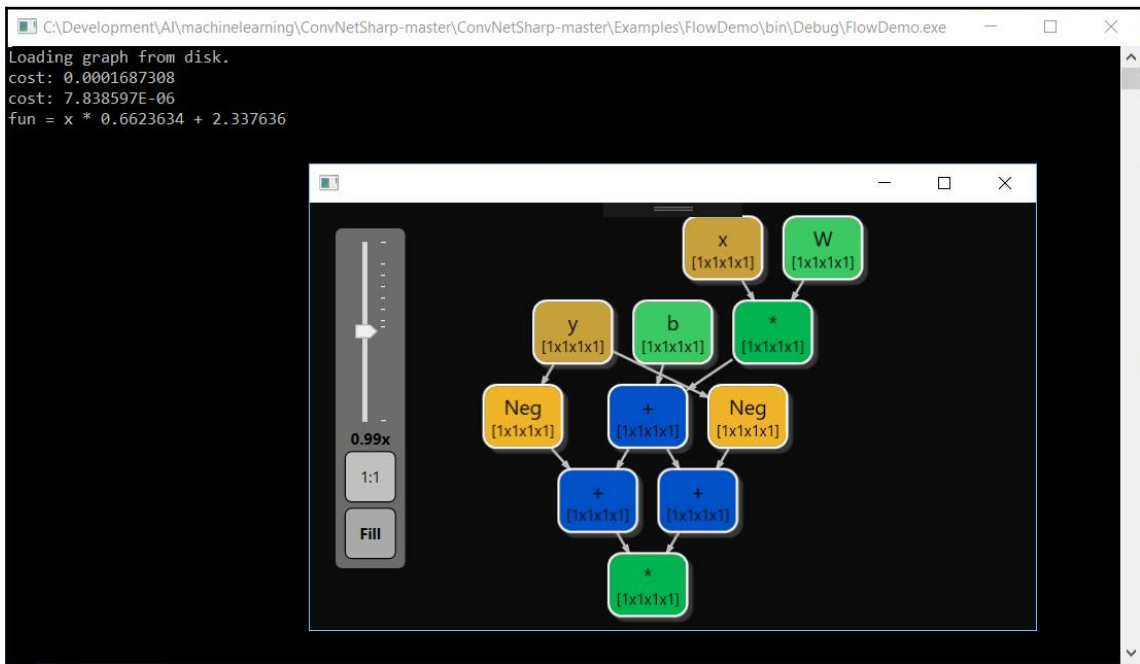 C:\Development\AI\machinelearning\ConvNetSharp-master\ConvNetSharp-master\Examples\FlowDemo\bin\Debug\FlowDemo.exe
Loading graph from disk.
cost: 0.0001687308
cost: 7.838597E-06
fun = x * 0.6623634 + 2.337636
x
[1x1x1x1]
W
[1x1x1x1]
y
[1x1x1x1]
b
[1x1x1x1]
*
[1x1x1x1]
Neg
[1x1x1x1]
+
[1x1x1x1]
Neg
[1x1x1x1]
+
[1x1x1x1]
+
[1x1x1x1]
*
[1x1x1x1]
0.99x
1:1
Fill